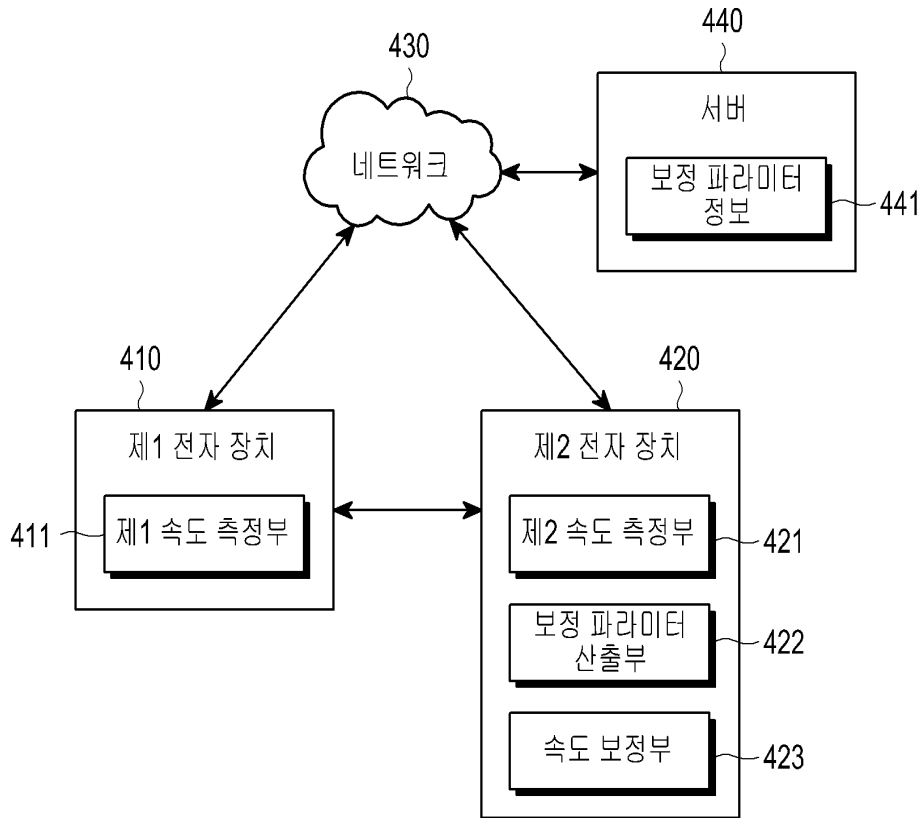 430
440
네트워크
서버
보정 파라미터
정보
441
410
420
제1 전자 장치
제2 전자 장치
411
제1 속도 측정부
제2 속도 측정부
421
보정 파라미터
산출부
422
속도 보정부
423